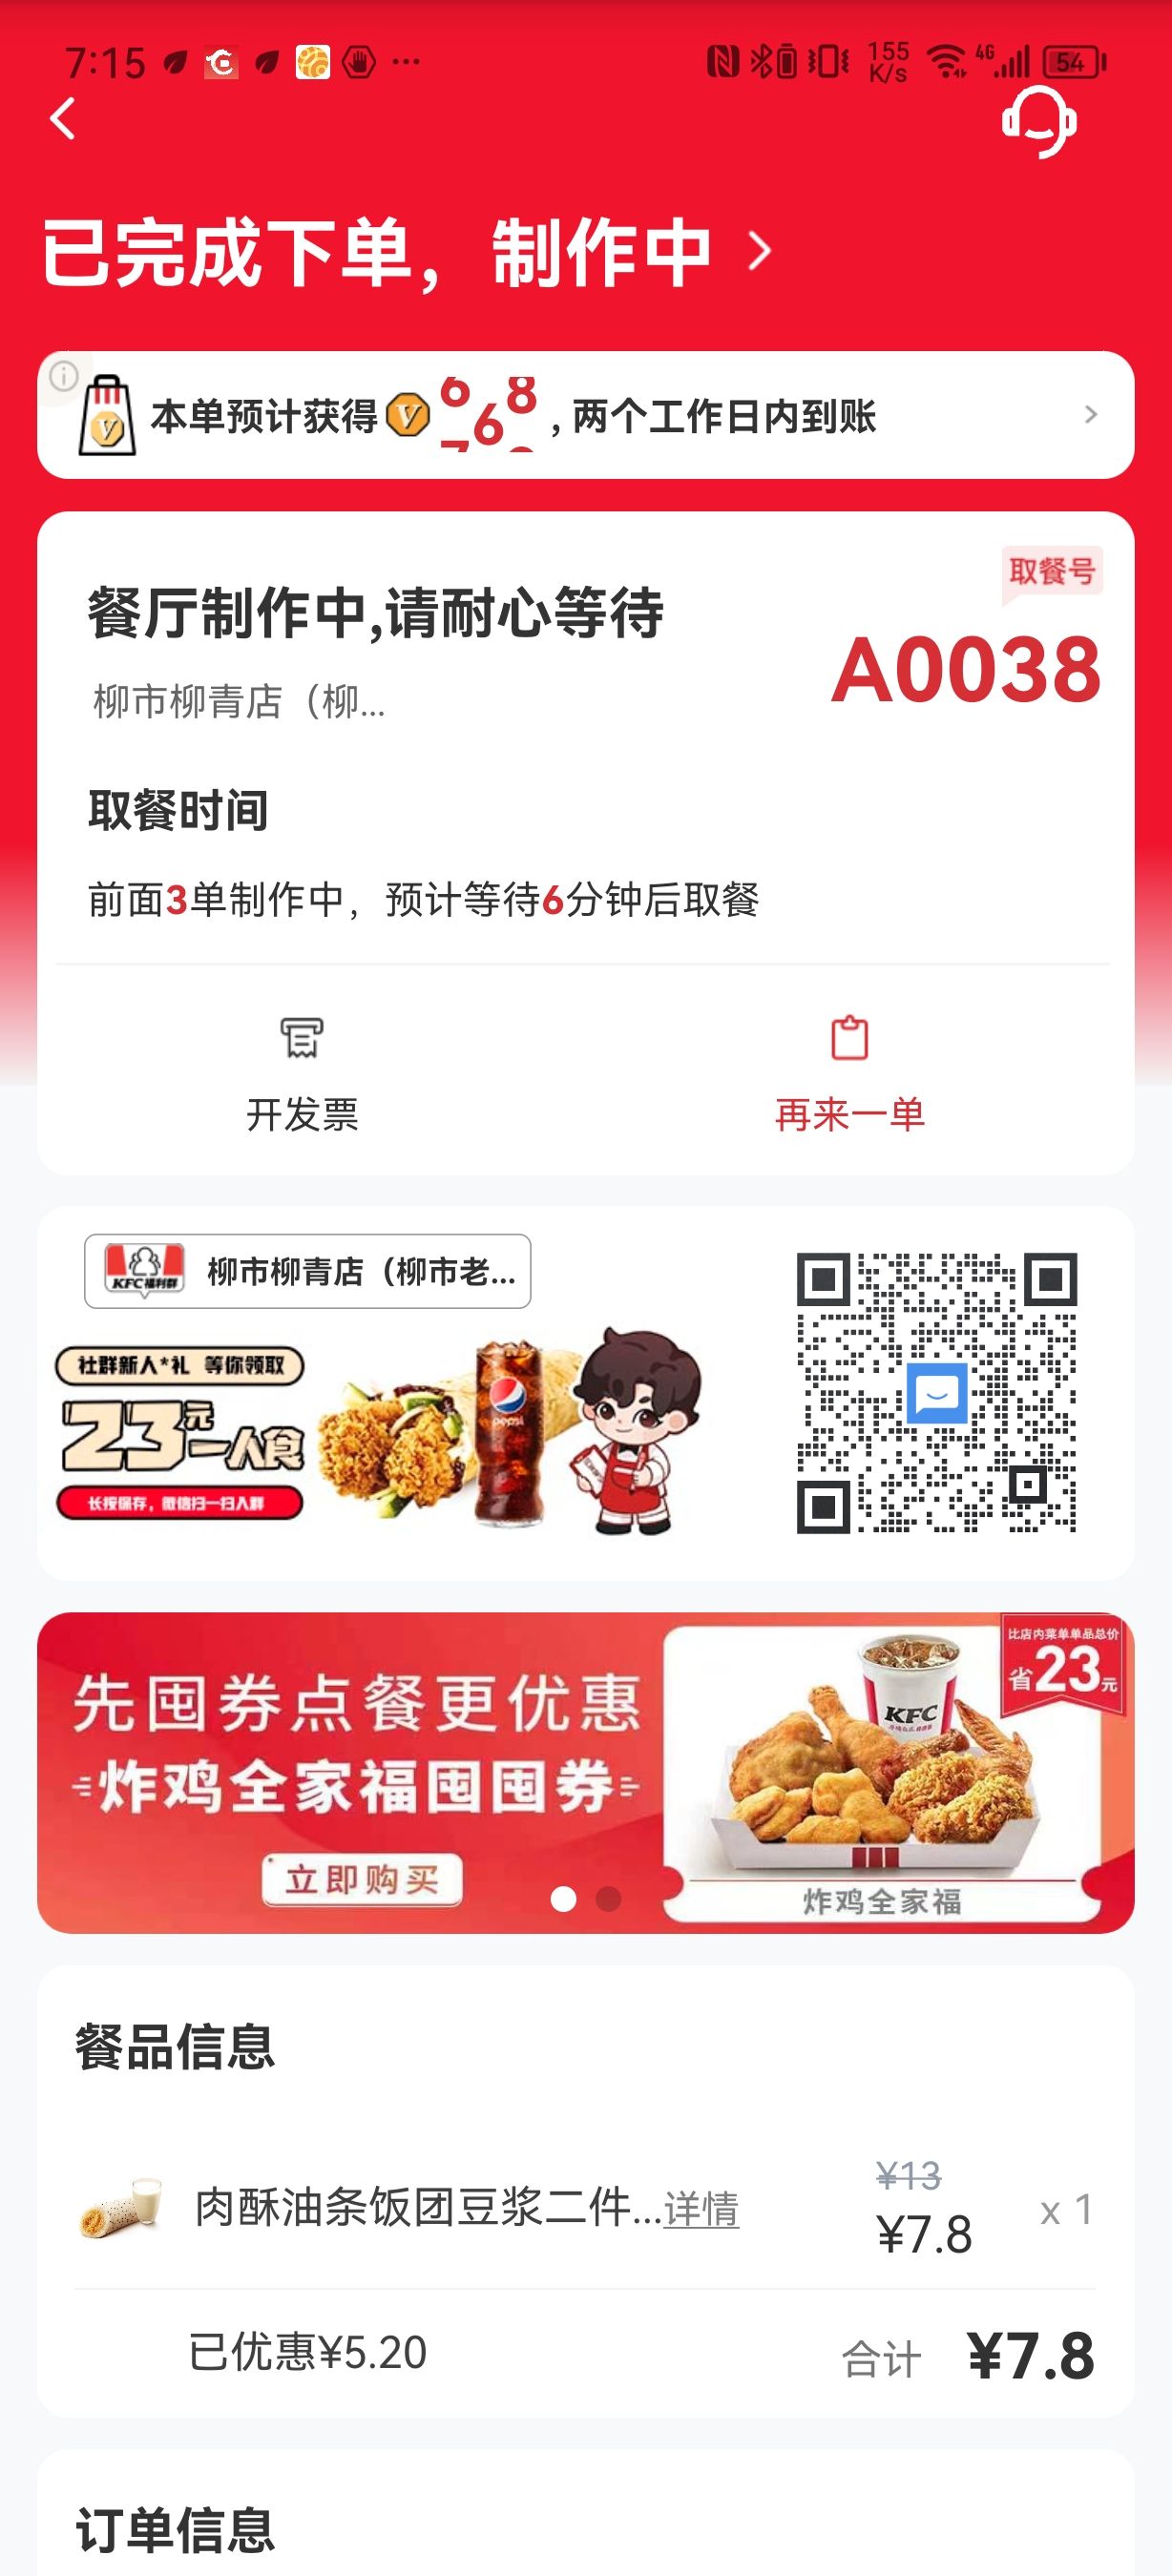 7:15
155 K/s
4G
54
已完成下单，制作中
本单预计获得
，两个工作日内到账
取餐号
餐厅制作中,请耐心等待
A0038
柳市柳青店（柳...
取餐时间
前面3单制作中，预计等待6分钟后取餐
开发票
再来一单
KFC福利群
柳市柳青店（柳市老...
社群新人*礼 等你领取
23元一人食
长按保存，微信扫一扫入群
pepsi
先囤券点餐更优惠
炸鸡全家福囤囤券
立即购买
比店内菜单单品总价
省23元
KFC
炸鸡全家福
餐品信息
肉酥油条饭团豆浆二件...详情
¥13
¥7.8
x 1
已优惠¥5.20
合计 ¥7.8
订单信息